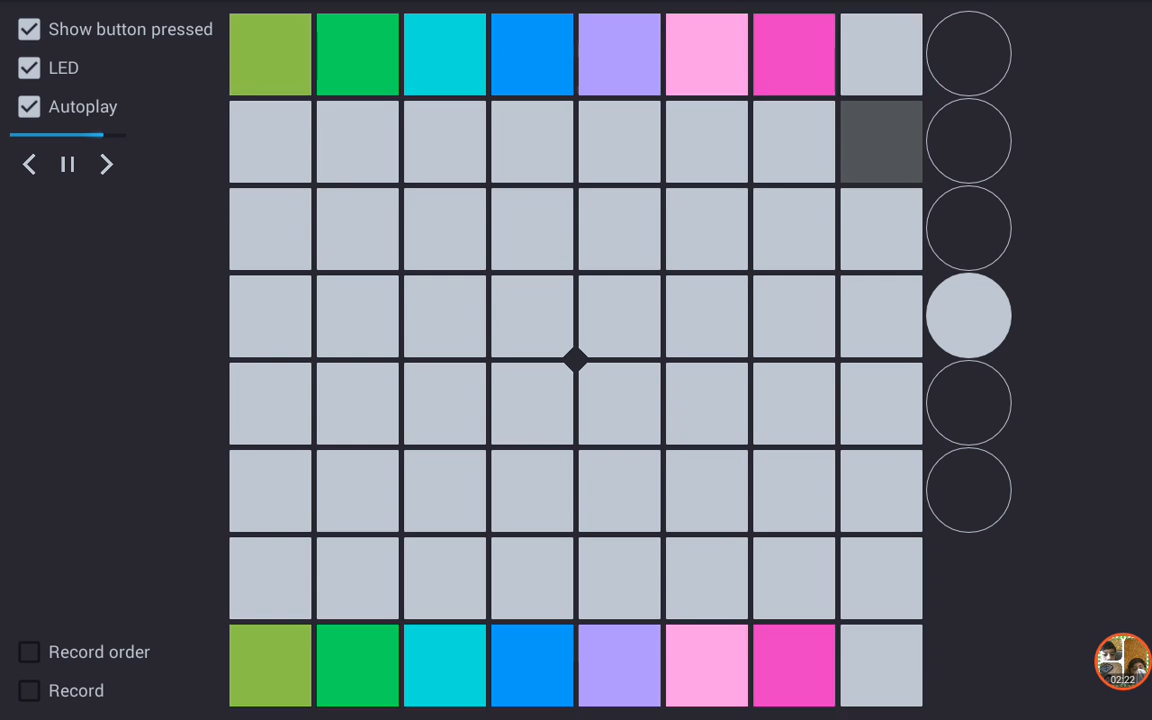 Show button pressed
LED
Autoplay
Record order
Record
02:22